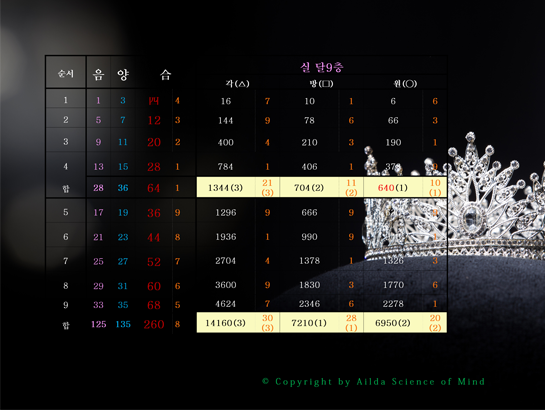 실 달9층
순서 음 양 습 각(△) 망(□) 원(○)
1 1 3 4 16 7 10 1 6 6
2 5 7 12 3 144 9 78 6 66 3
3 9 11 20 2 400 4 210 3 190 1
4 13 15 28 1 784 1 406 1
합 28 36 64 1 1344(3) 21(3) 704(2) 11(2) 640(1) 10(1)
5 17 19 36 9 1296 9 666 9
6 21 23 44 8 1936 1 990 9
7 25 27 52 7 2704 4 1378 1 1326 3
8 29 31 60 6 3600 9 1830 3 1770 6
9 33 35 68 5 4624 7 2346 6 2278 1
합 125 135 260 8 14160(3) 30(3) 7210(1) 28(1) 6950(2) 20(2)
© Copyright by Ailda Science of Mind